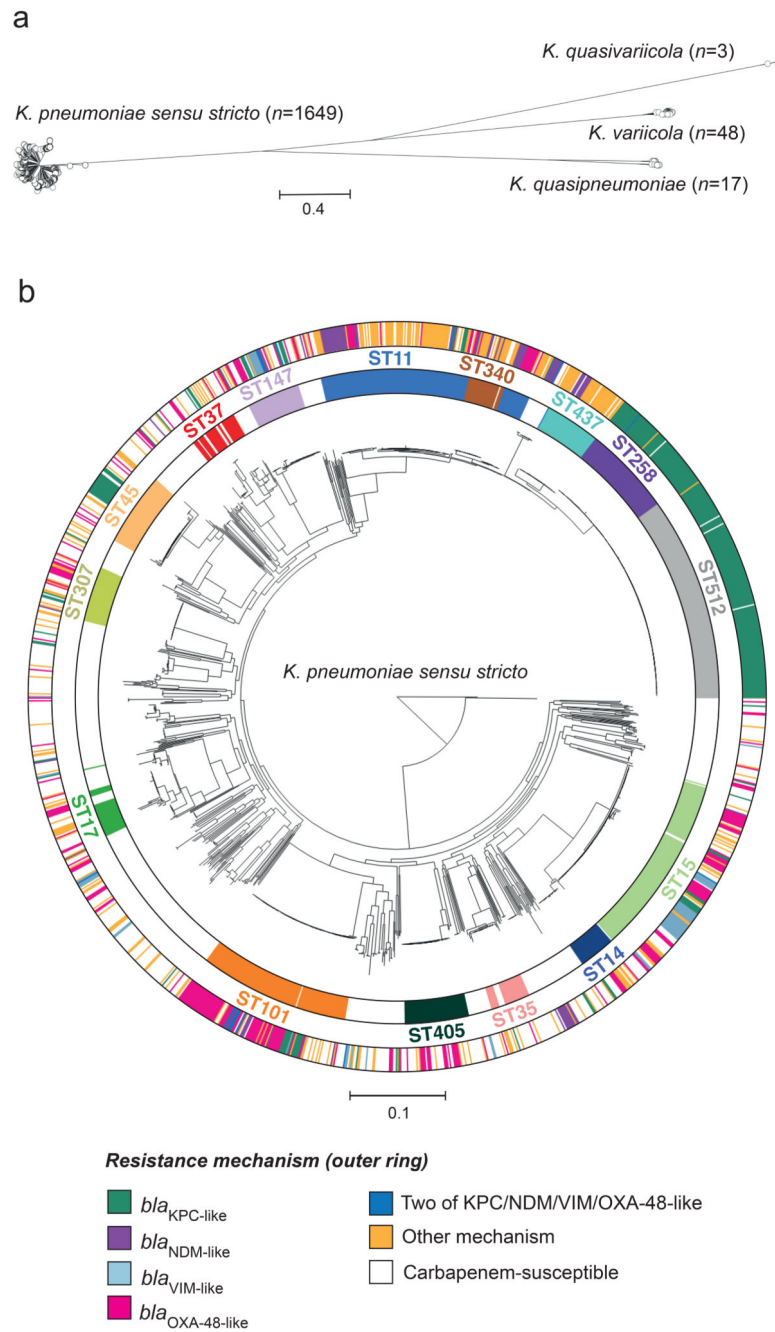 a
K. quasivariicola (n=3)
K. pneumoniae sensu stricto (n=1649)
K. variicola (n=48)
K. quasipneumoniae (n=17)
0.4
b
ST11
ST340
ST147
ST437
ST37
ST258
ST45
ST512
ST307
K. pneumoniae sensu stricto
ST17
ST15
ST14
ST101
ST35
ST405
0.1
Resistance mechanism (outer ring)
blaKPC-like
blaNDM-like
blaVIM-like
blaOXA-48-like
Two of KPC/NDM/VIM/OXA-48-like
Other mechanism
Carbapenem-susceptible